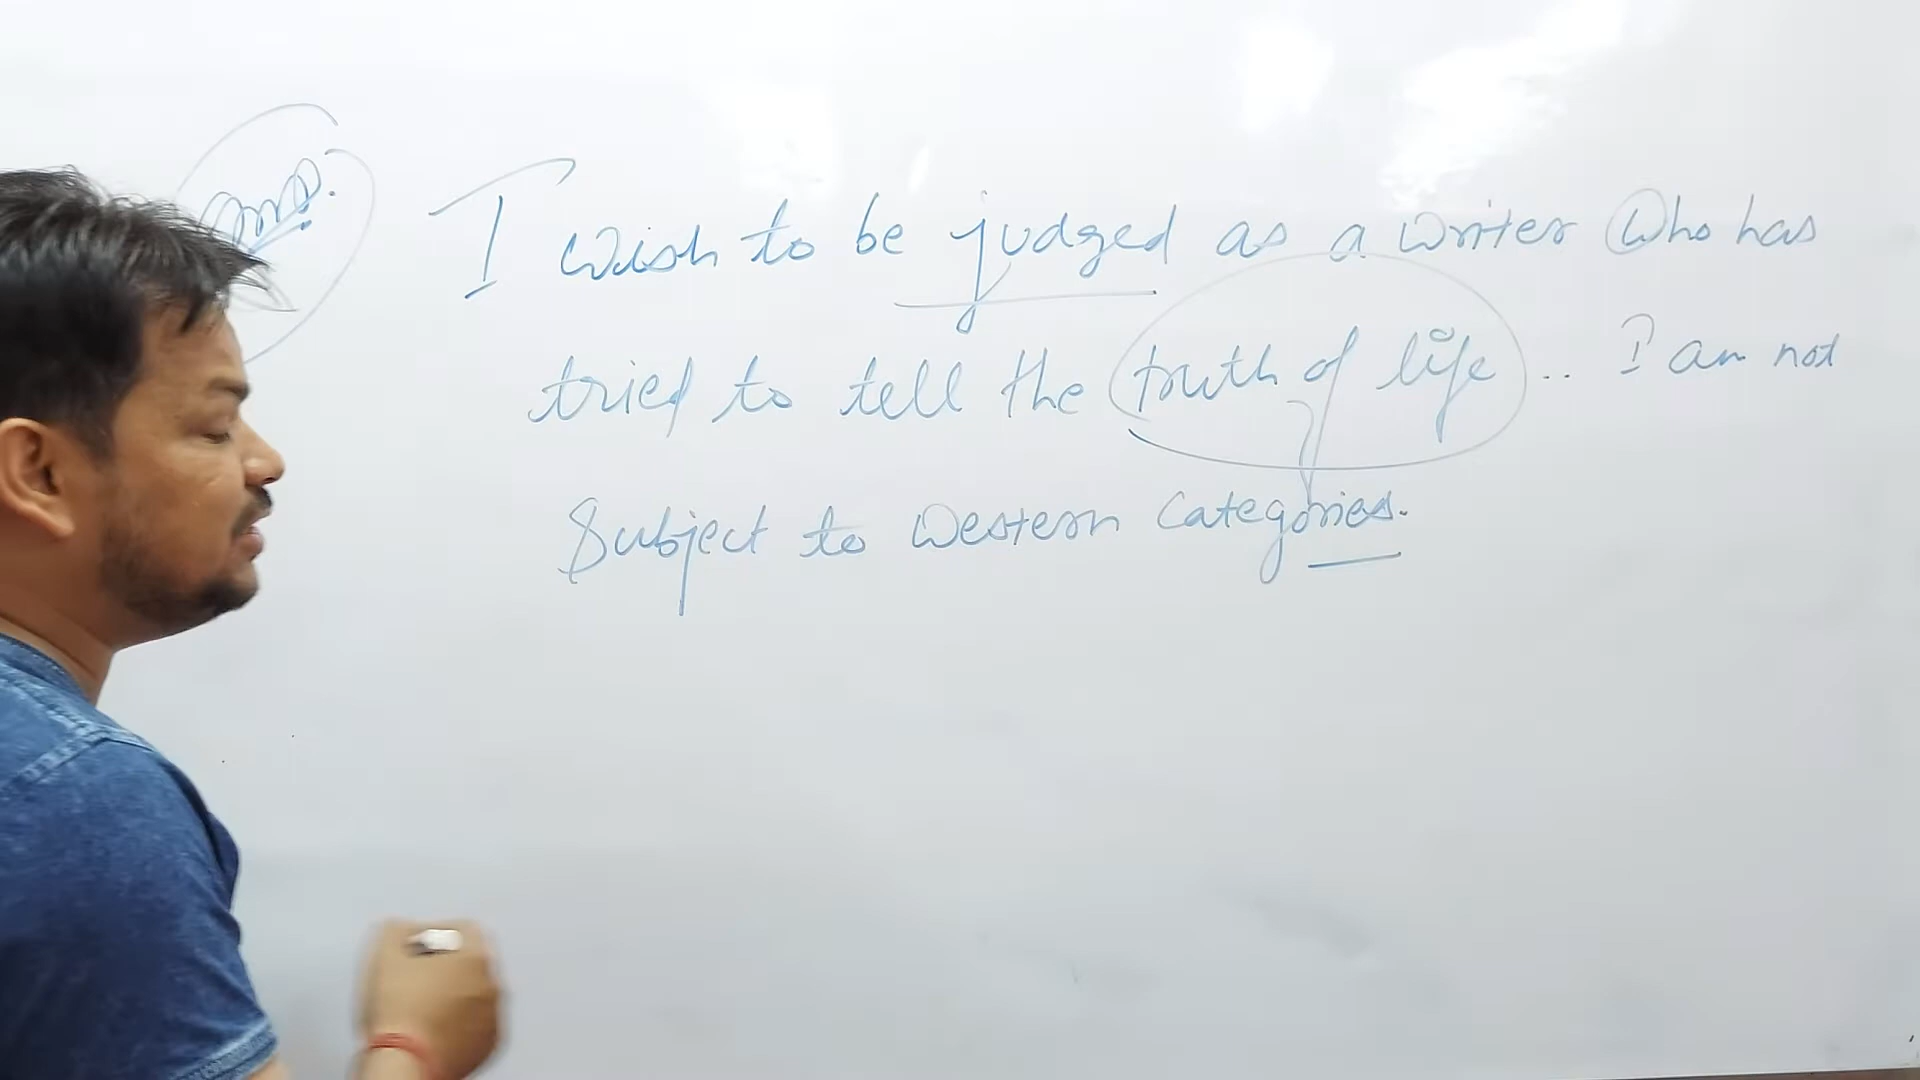 I wish to be judged as a writer who has
tried to tell the truth of life .. I am not
Subject to Western Categories.